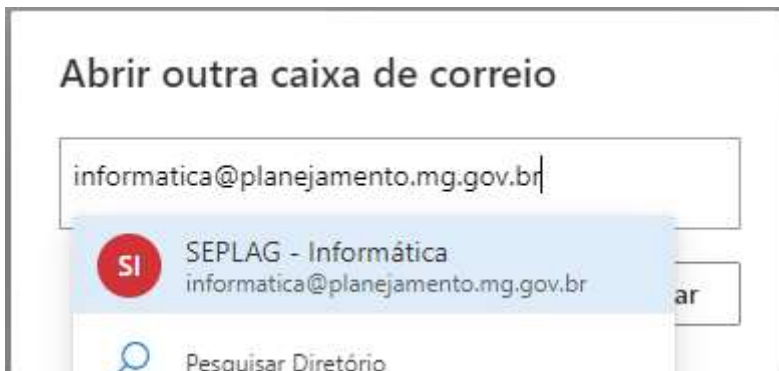 Abrir outra caixa de correio
informatica@planejamento.mg.gov.br
SI
SEPLAG - Informática
informatica@planejamento.mg.gov.br
ar
Pesquisar Diretório